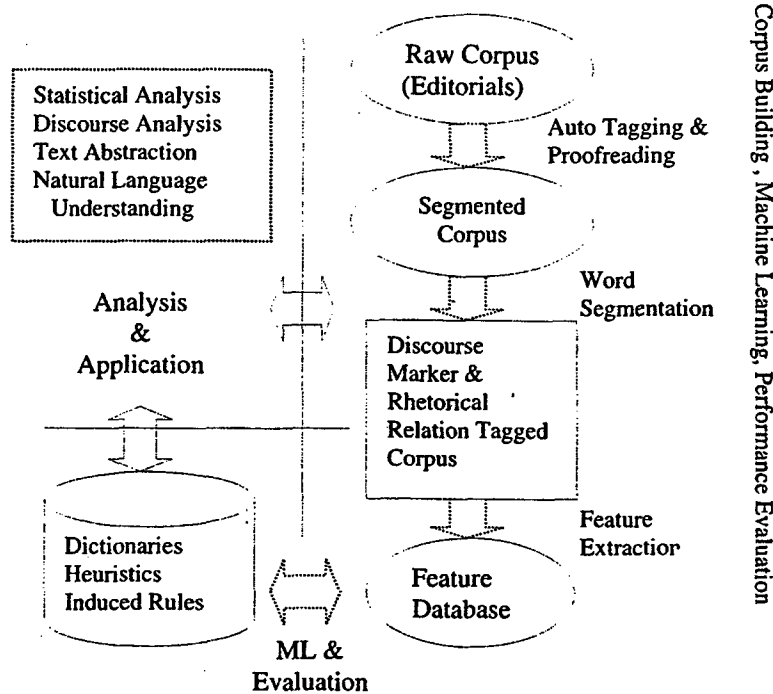 Statistical Analysis
Discourse Analysis
Text Abstraction
Natural Language
Understanding
Analysis
&
Application
Dictionaries
Heuristics
Induced Rules
ML &
Evaluation
Raw Corpus
(Editorials)
Auto Tagging &
Proofreading
Segmented
Corpus
Word
Segmentation
Discourse
Marker &
Rhetorical
Relation Tagged
Corpus
Feature
Extraction
Feature
Database
Corpus Building , Machine Learning, Performance Evaluation